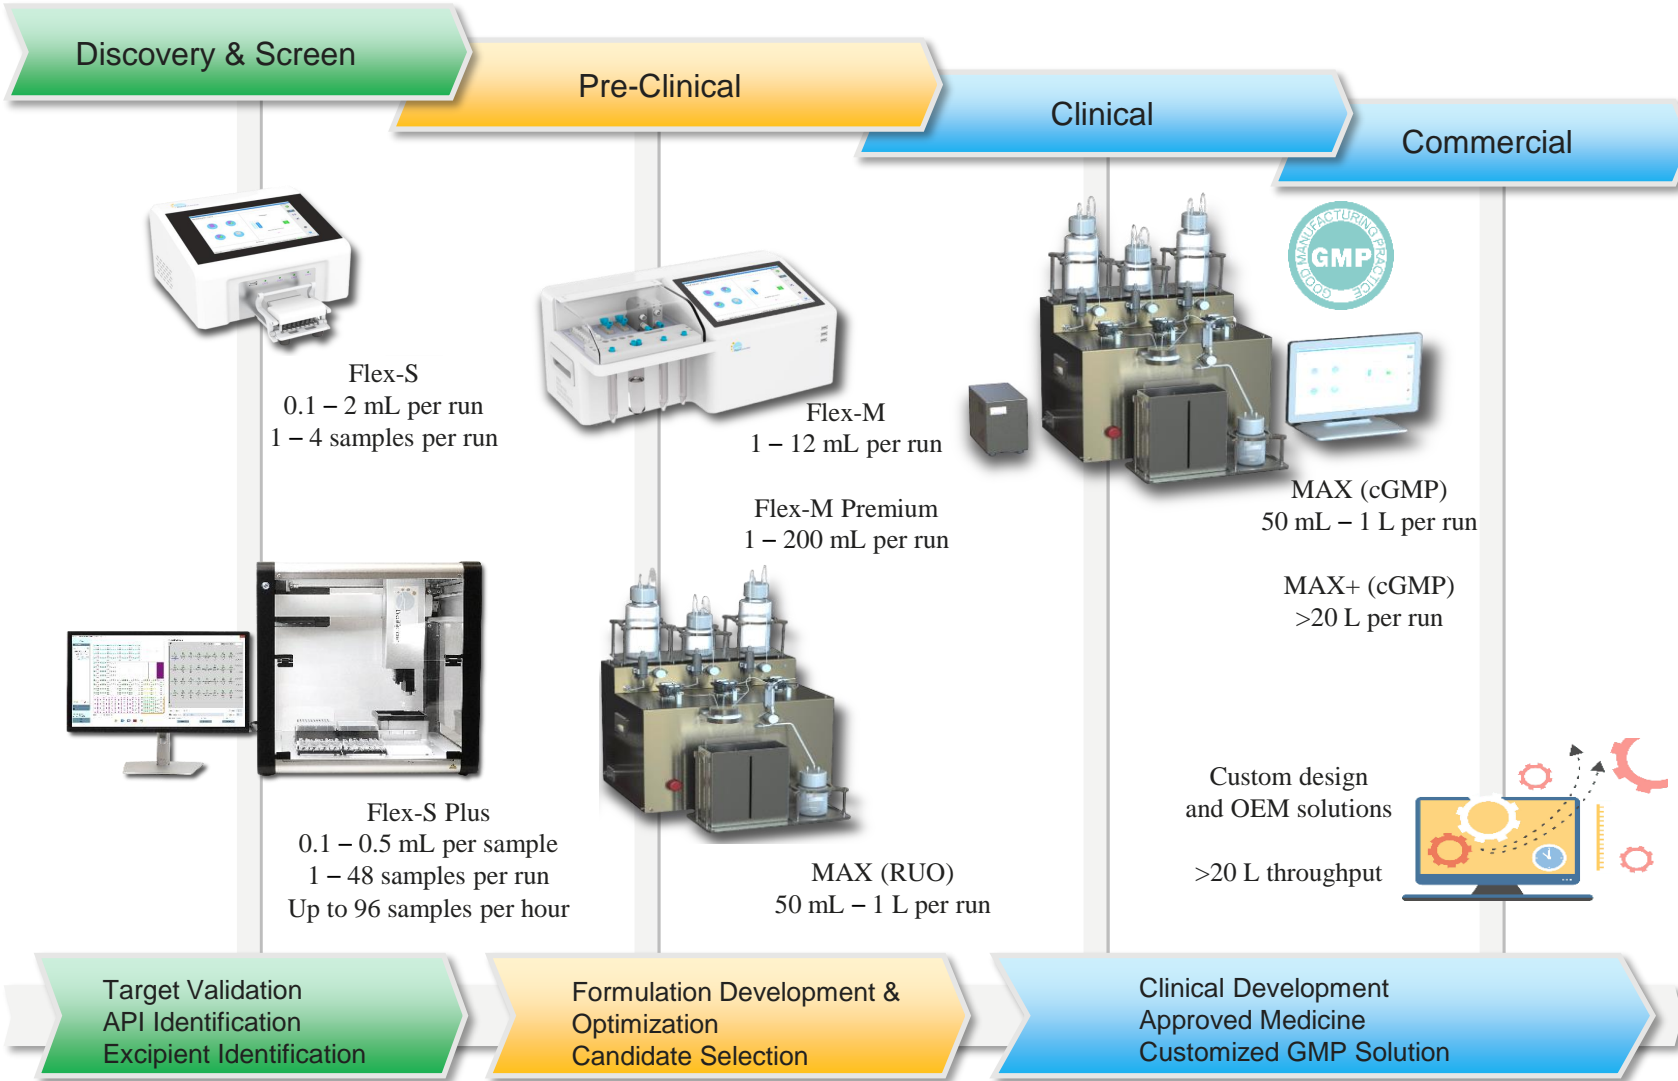 Discovery & Screen
Pre-Clinical
Clinical
Commercial
GOOD MANUFACTURING PRACTICE
GMP
Flex-S
0.1 – 2 mL per run
1 – 4 samples per run
Flex-M
1 – 12 mL per run
Flex-M Premium
1 – 200 mL per run
MAX (cGMP)
50 mL – 1 L per run
MAX+ (cGMP)
>20 L per run
Flex-S Plus
0.1 – 0.5 mL per sample
1 – 48 samples per run
Up to 96 samples per hour
MAX (RUO)
50 mL – 1 L per run
Custom design
and OEM solutions
>20 L throughput
Target Validation
API Identification
Excipient Identification
Formulation Development &
Optimization
Candidate Selection
Clinical Development
Approved Medicine
Customized GMP Solution